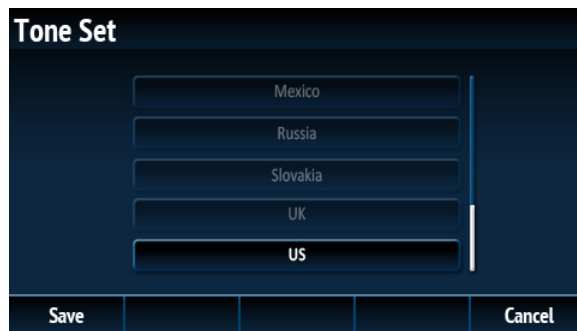 Tone Set
Mexico
Russia
Slovakia
UK
US
Save
Cancel